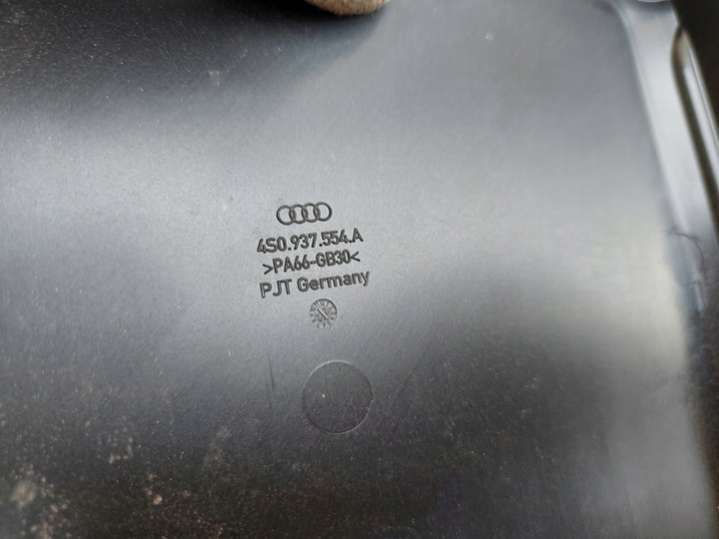 4S0.937.554.A
>PA66-GB30<
PJT Germany